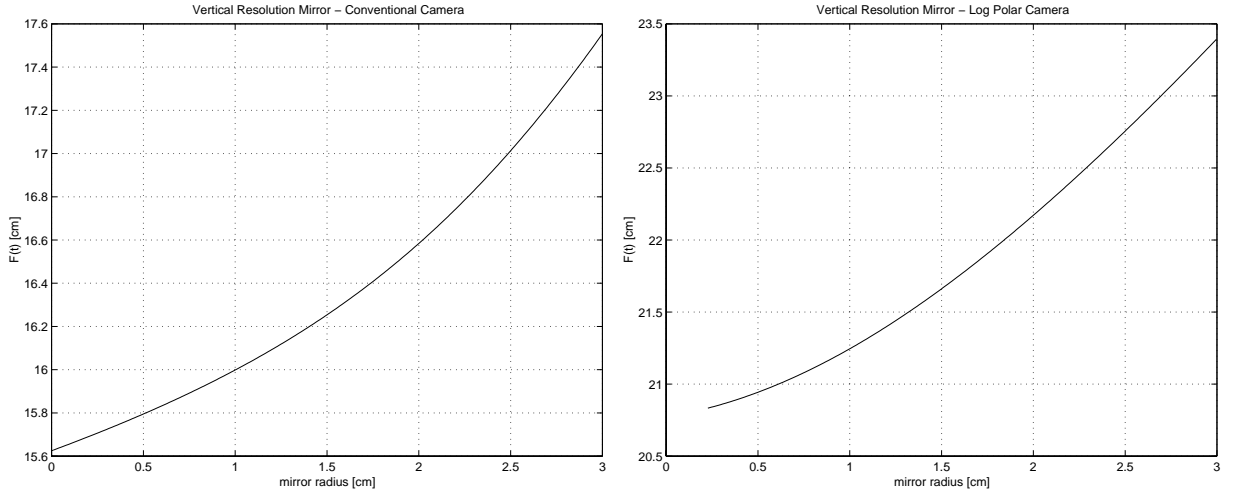 Vertical Resolution Mirror – Conventional Camera
17.6
17.4
17.2
17
16.8
16.6
16.4
16.2
16
15.8
15.6
F(t) [cm]
0 0.5 1 1.5 2 2.5 3
mirror radius [cm]
Vertical Resolution Mirror – Log Polar Camera
23.5
23
22.5
22
21.5
21
20.5
F(t) [cm]
0 0.5 1 1.5 2 2.5 3
mirror radius [cm]